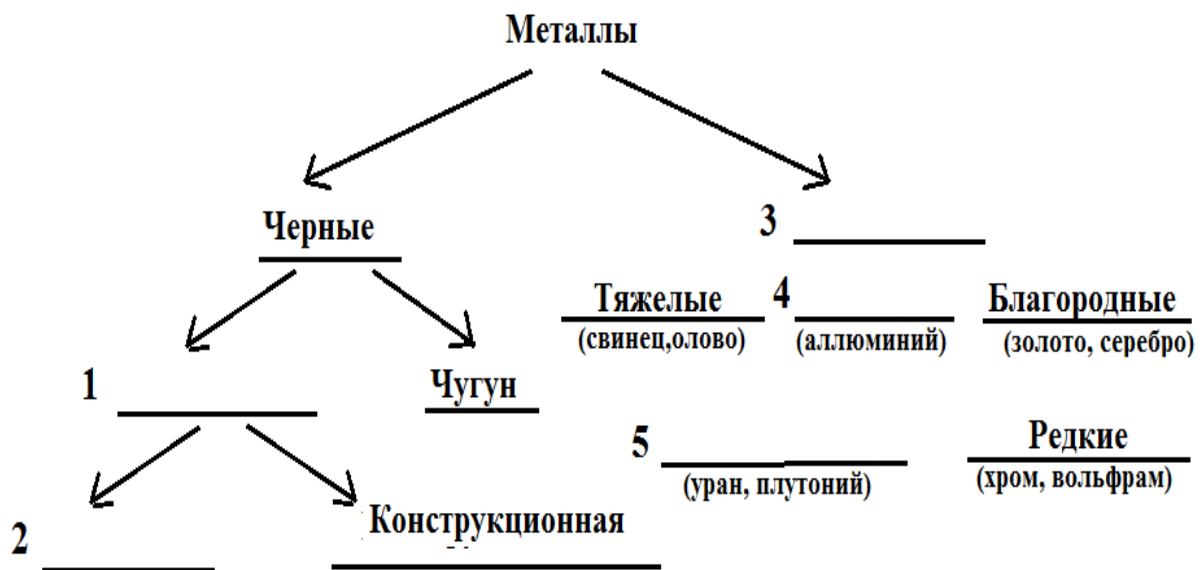 Металлы
Черные
3
Тяжелые 4 Благородные
(свинец,олово) (аллюминий) (золото, серебро)
1 Чугун
5 Редкие
(уран, плутоний) (хром, вольфрам)
2 Конструкционная